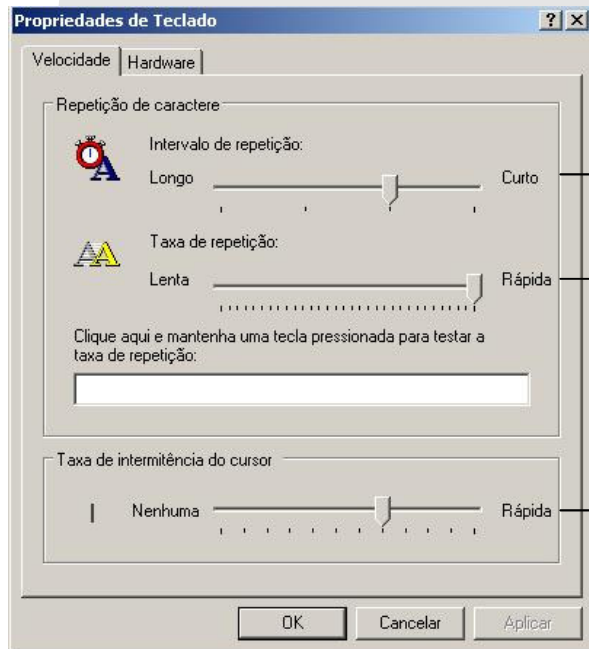 Propriedades de Teclado
Velocidade Hardware
Repetição de caractere
Intervalo de repetição:
Longo Curto
Taxa de repetição:
Lenta Rápida
Clique aqui e mantenha uma tecla pressionada para testar a
taxa de repetição:
Taxa de intermitência do cursor
Nenhuma Rápida
OK Cancelar Aplicar